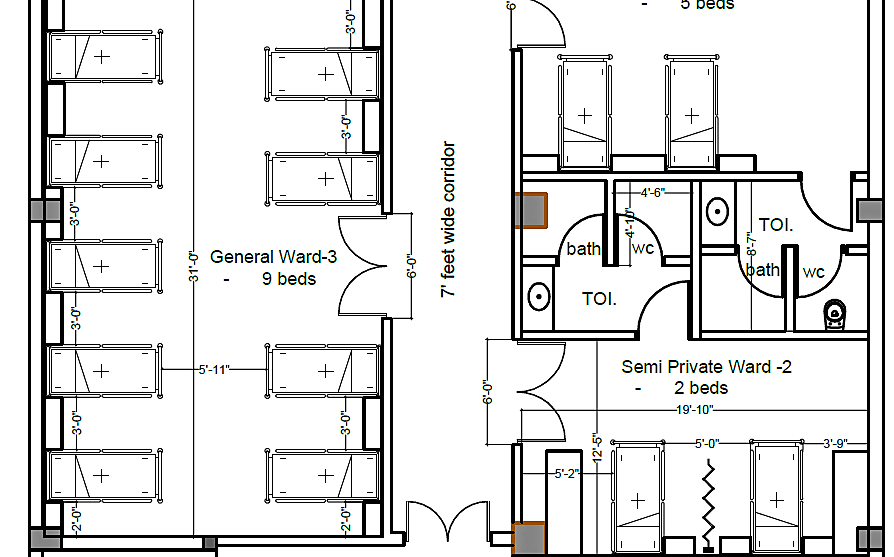 - 5 beds
6'
3'-0"
3'-0"
4'-6"
4'-10"
3'-0"
TOI.
8'-7"
bath
wc
General Ward-3
- 9 beds
31'-0"
6'-0"
7' feet wide corridor
bath
wc
TOI.
3'-0"
5'-11"
6'-0"
Semi Private Ward -2
- 2 beds
19'-10"
3'-0"
3'-0"
12'-5"
5'-0"
3'-9"
5'-2"
2'-0"
2'-0"